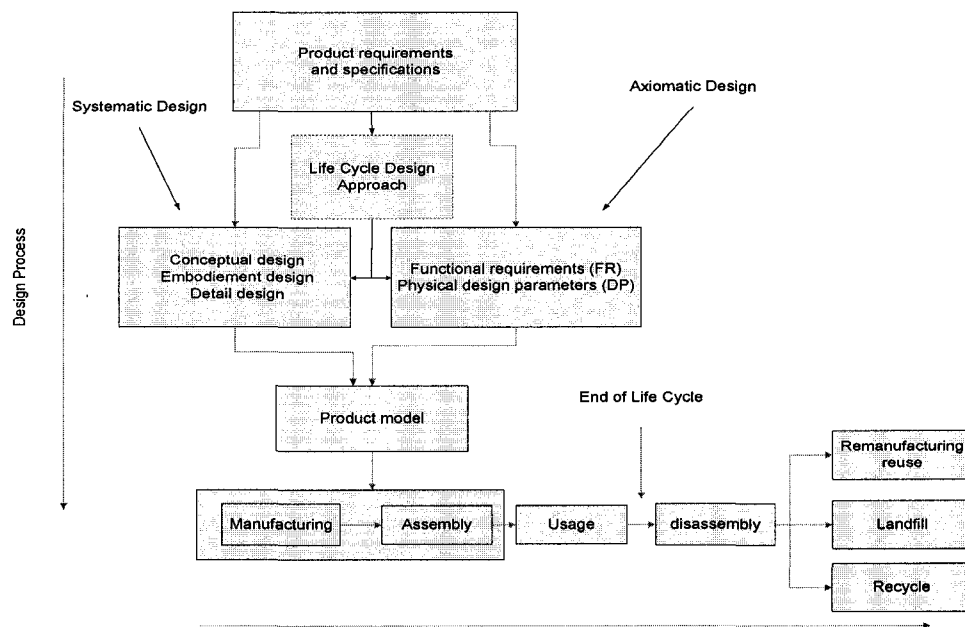 Product requirements
and specifications
Systematic Design
Axiomatic Design
Life Cycle Design
Approach
Design Process
Conceptual design
Embodiement design
Detail design
Functional requirements (FR)
Physical design parameters (DP)
Product model
End of Life Cycle
Manufacturing
Assembly
Usage
disassembly
Remanufacturing
reuse
Landfill
Recycle